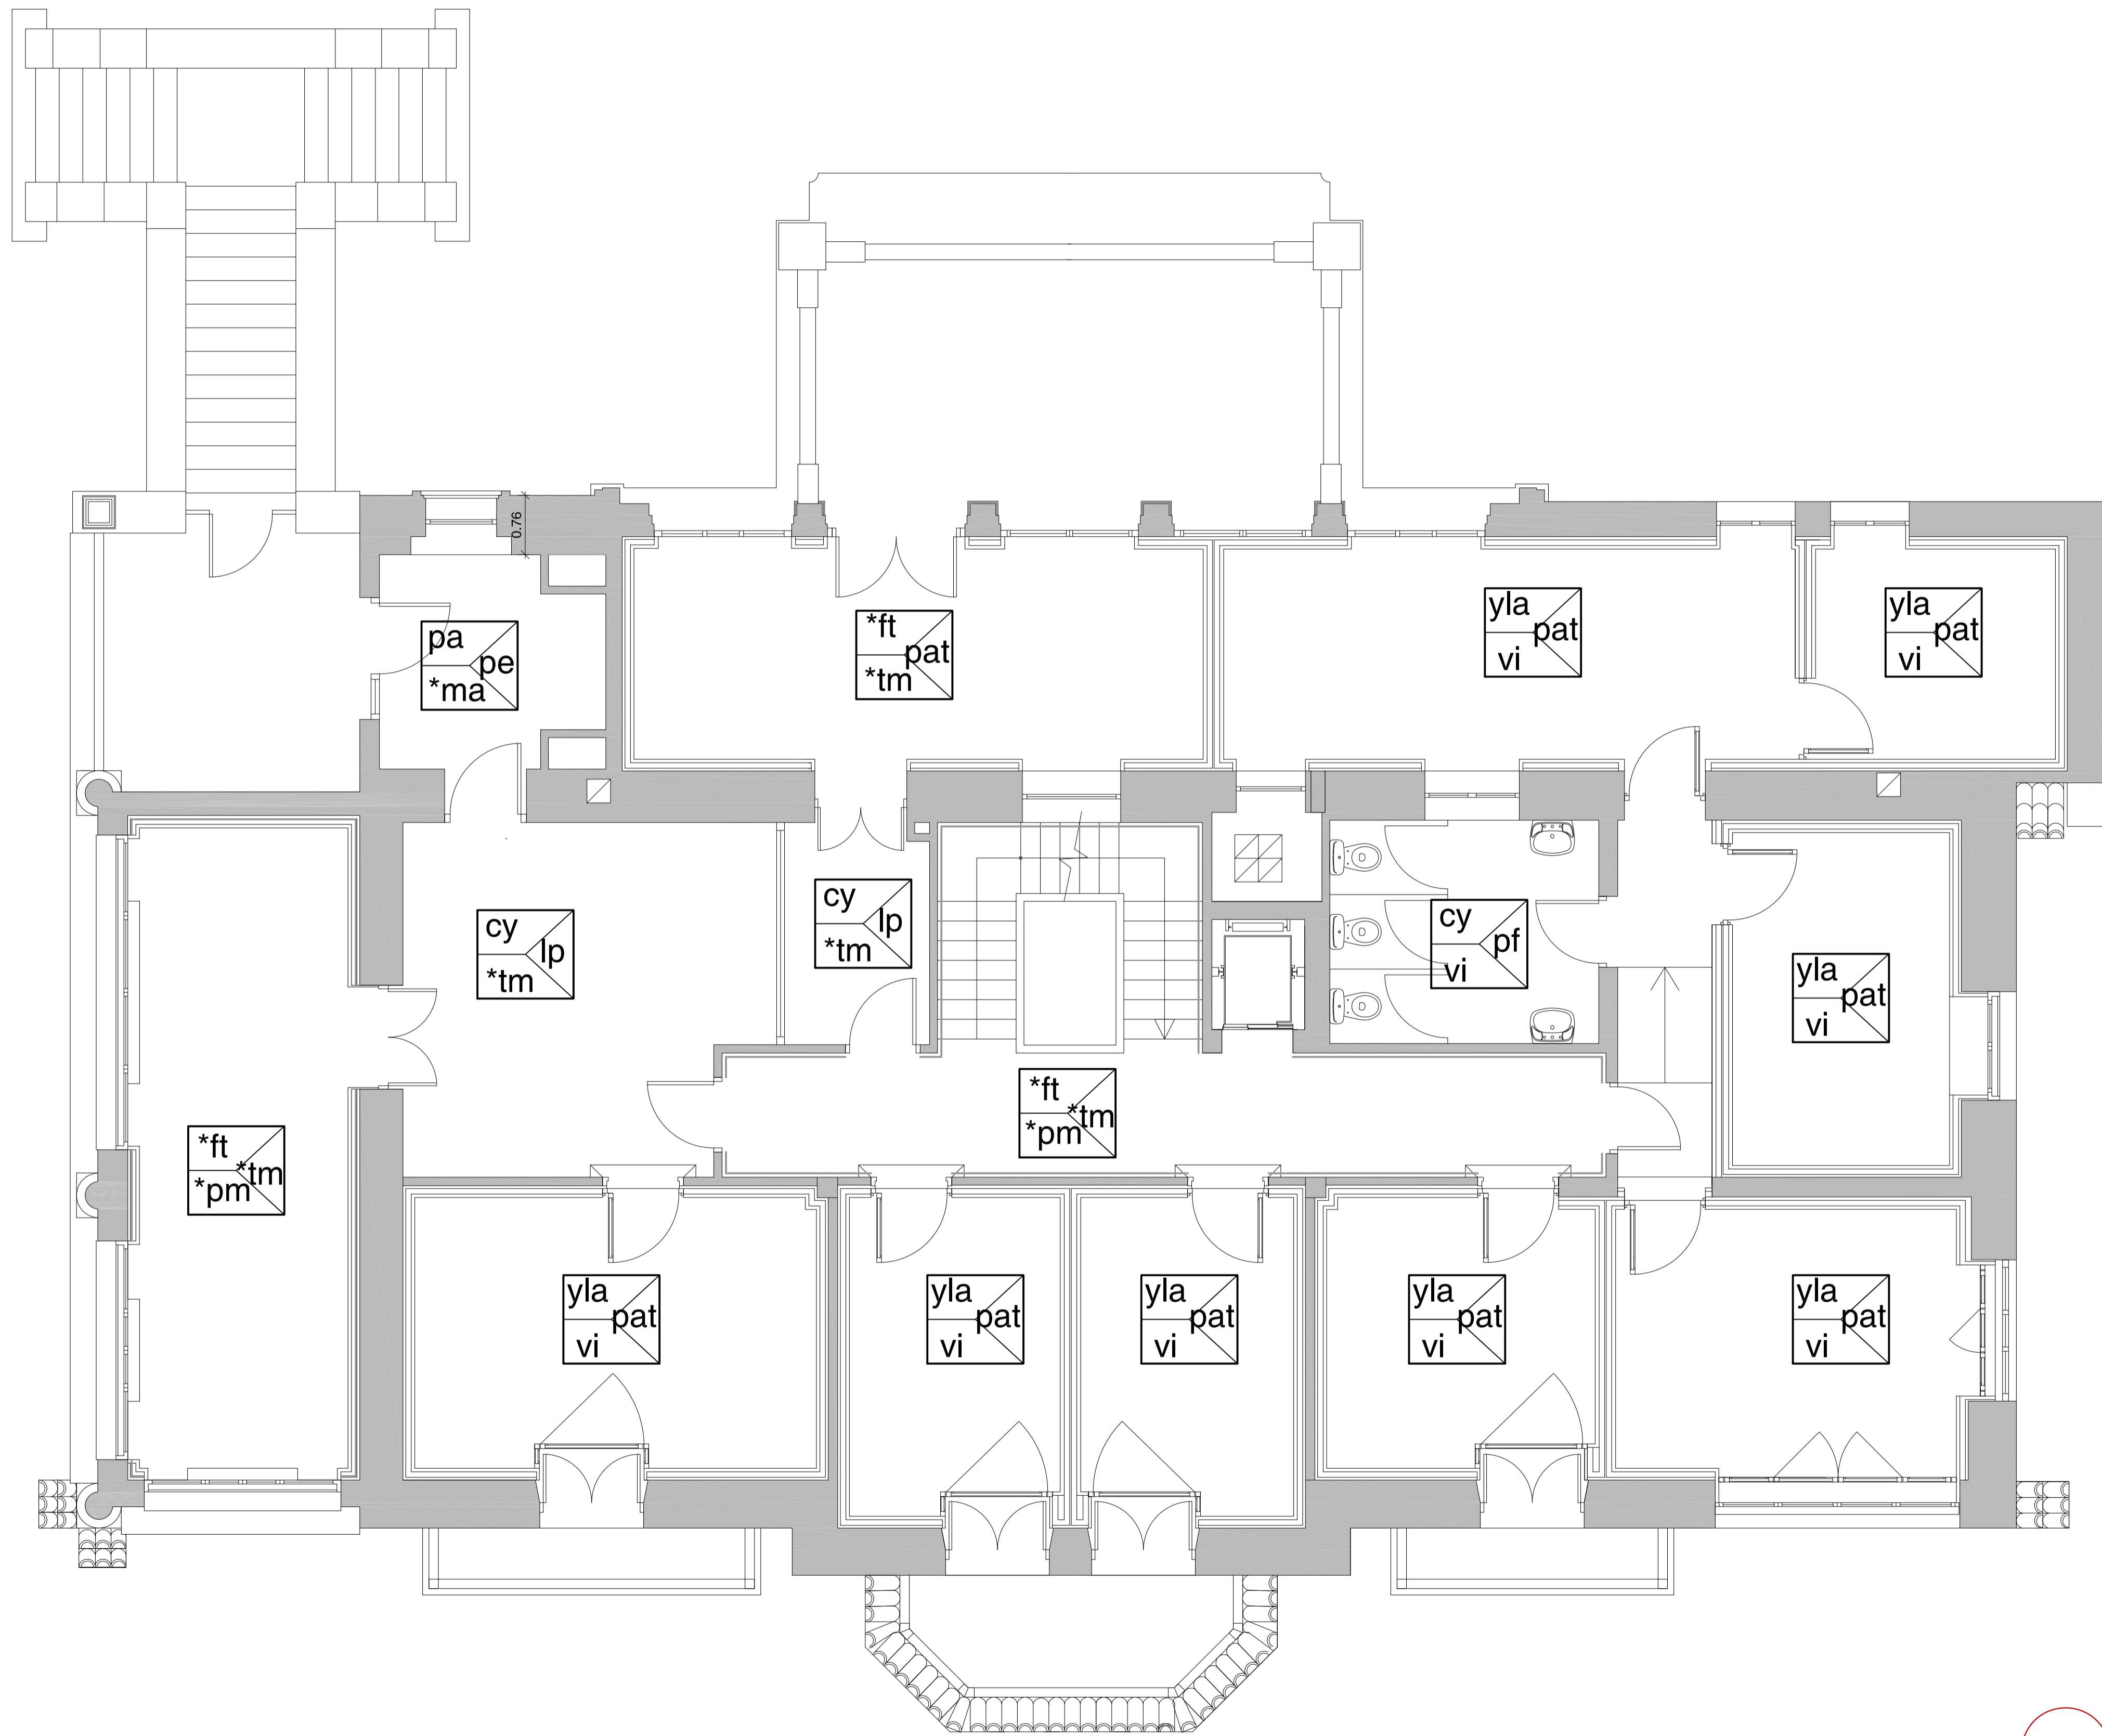 0.76
pa
pe
*ma
*ft
pat
*tm
yla
pat
vi
yla
pat
vi
cy
lp
*tm
cy
lp
*tm
cy
pf
vi
yla
pat
vi
*ft
*tm
*pm
*ft
*tm
*pm
yla
pat
vi
yla
pat
vi
yla
pat
vi
yla
pat
vi
yla
pat
vi